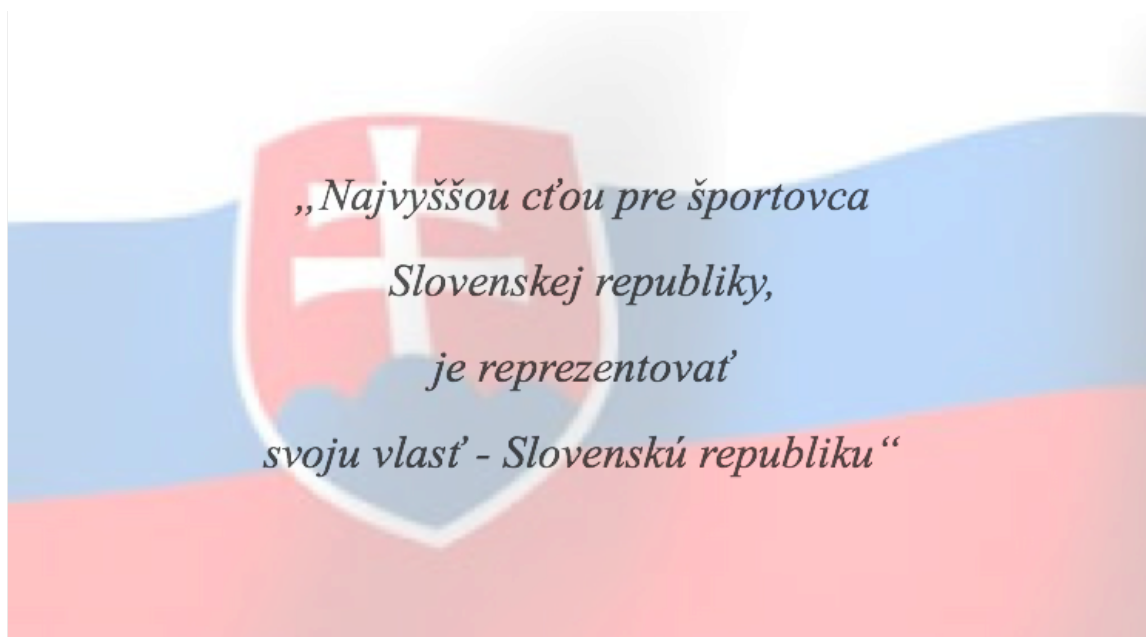 „Najvyššou cťou pre športovca
Slovenskej republiky,
je reprezentovať
svoju vlasť - Slovenskú republiku“